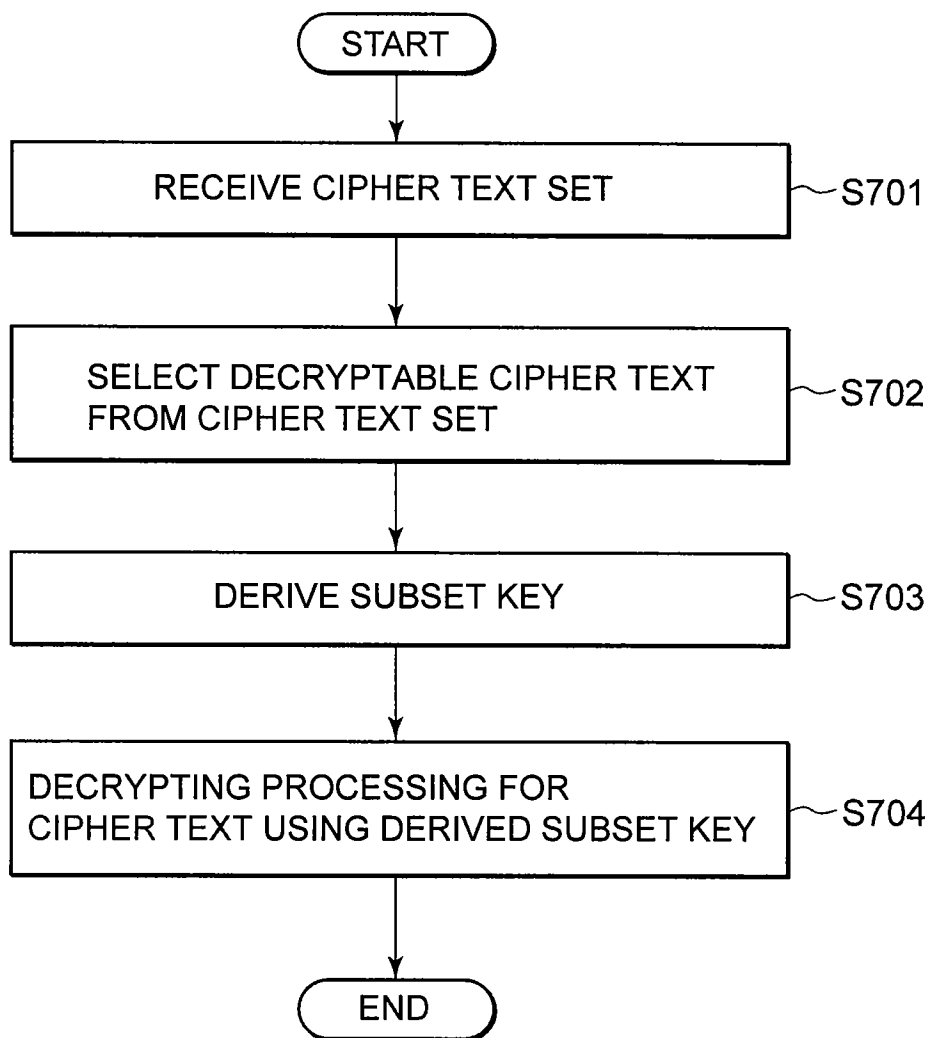 START
RECEIVE CIPHER TEXT SET
S701
SELECT DECRYPTABLE CIPHER TEXT
FROM CIPHER TEXT SET
S702
DERIVE SUBSET KEY
S703
DECRYPTING PROCESSING FOR
CIPHER TEXT USING DERIVED SUBSET KEY
S704
END